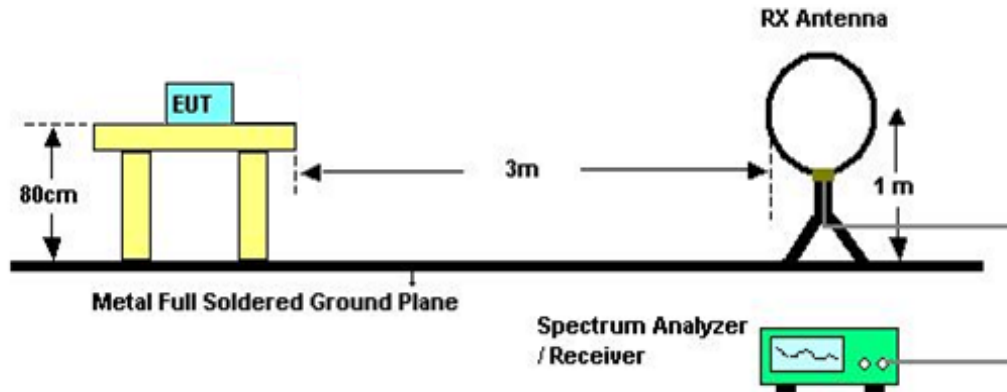 RX Antenna
EUT
80cm
3m
1 m
Metal Full Soldered Ground Plane
Spectrum Analyzer
/ Receiver